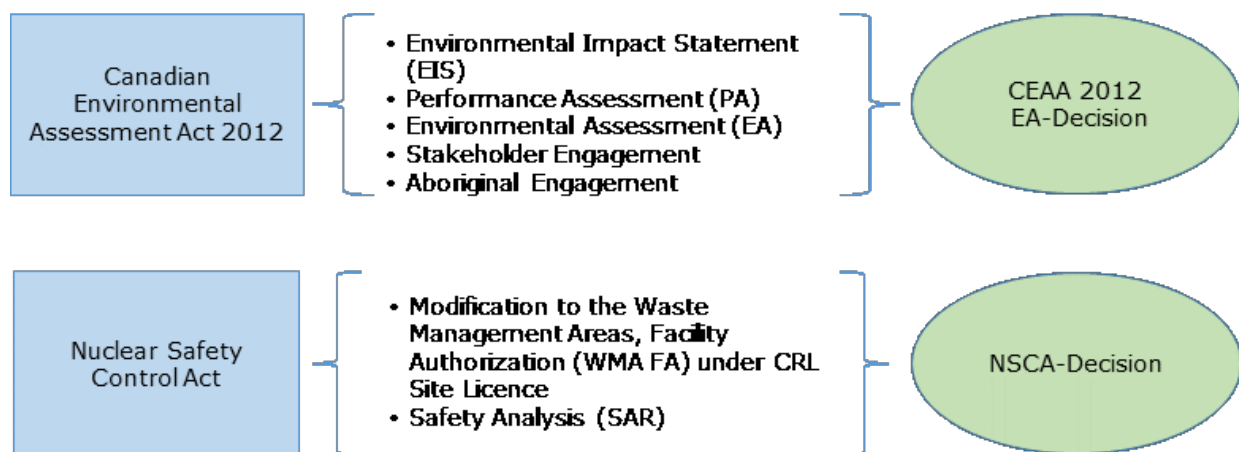 Canadian
Environmental
Assessment Act 2012
• Environmental Impact Statement
(EIS)
• Performance Assessment (PA)
• Environmental Assessment (EA)
• Stakeholder Engagement
• Aboriginal Engagement
CEAA 2012
EA-Decision
Nuclear Safety
Control Act
• Modification to the Waste
Management Areas, Facility
Authorization (WMA FA) under CRL
Site Licence
• Safety Analysis (SAR)
NSCA-Decision